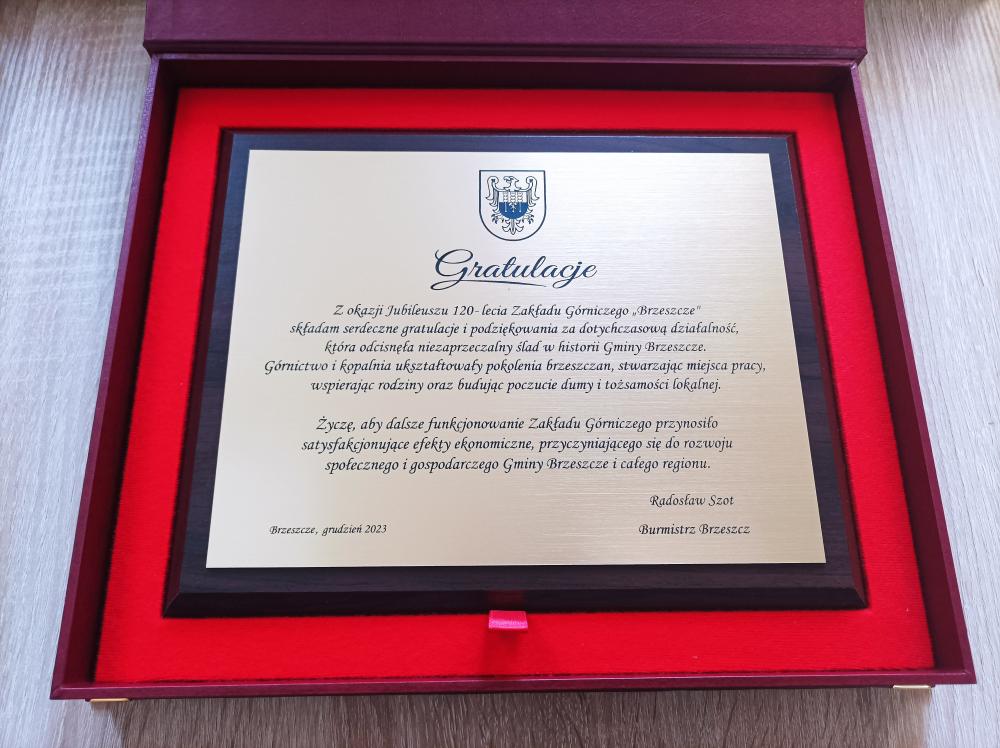 Gratulacje
Z okazji Jubileuszu 120-lecia Zakładu Górniczego „Brzeszcze"
składam serdeczne gratulacje i podziękowania za dotychczasową działalność,
która odcisnęła niezaprzeczalny ślad w historii Gminy Brzeszcze.
Górnictwo i kopalnia ukształtowały pokolenia brzeszczan, stwarzając miejsca pracy,
wspierając rodziny oraz budując poczucie dumy i tożsamości lokalnej.
Życzę, aby dalsze funkcjonowanie Zakładu Górniczego przynosiło
satysfakcjonujące efekty ekonomiczne, przyczyniającego się do rozwoju
społecznego i gospodarczego Gminy Brzeszcze i całego regionu.
Radosław Szot
Brzeszcze, grudzień 2023
Burmistrz Brzeszcz